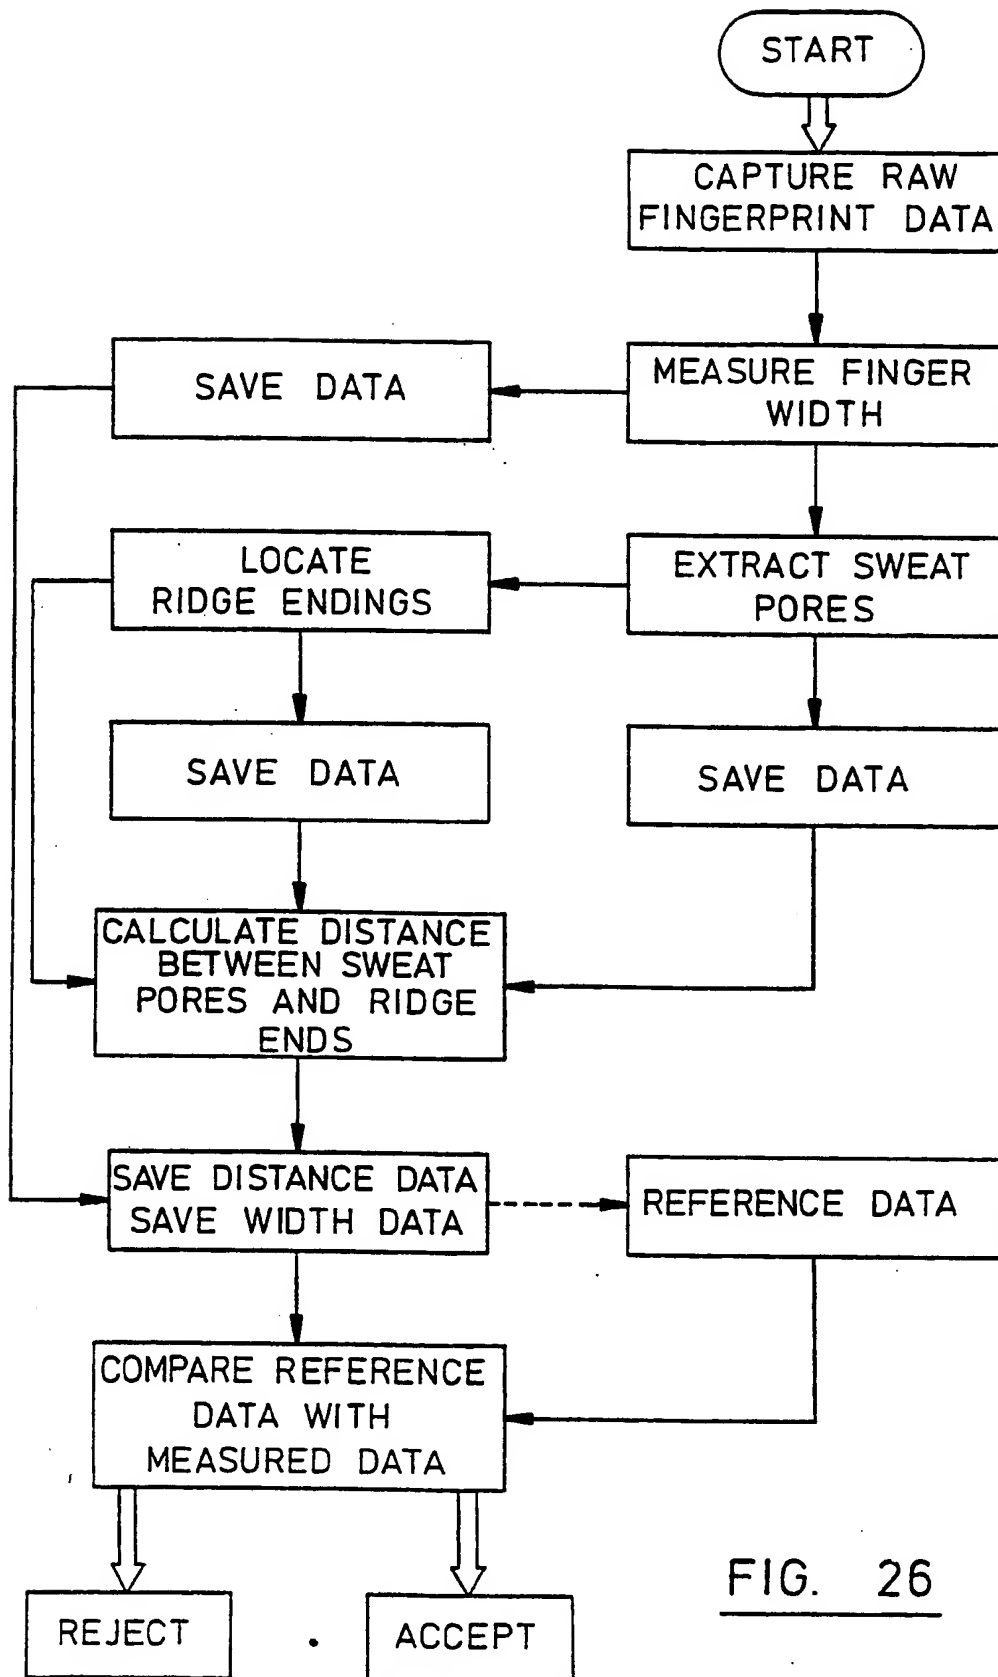 START
CAPTURE RAW
FINGERPRINT DATA
MEASURE FINGER
WIDTH
SAVE DATA
EXTRACT SWEAT
PORES
LOCATE
RIDGE ENDINGS
SAVE DATA
SAVE DATA
CALCULATE DISTANCE
BETWEEN SWEAT
PORES AND RIDGE
ENDS
SAVE DISTANCE DATA
SAVE WIDTH DATA
REFERENCE DATA
COMPARE REFERENCE
DATA WITH
MEASURED DATA
REJECT
ACCEPT
FIG. 26